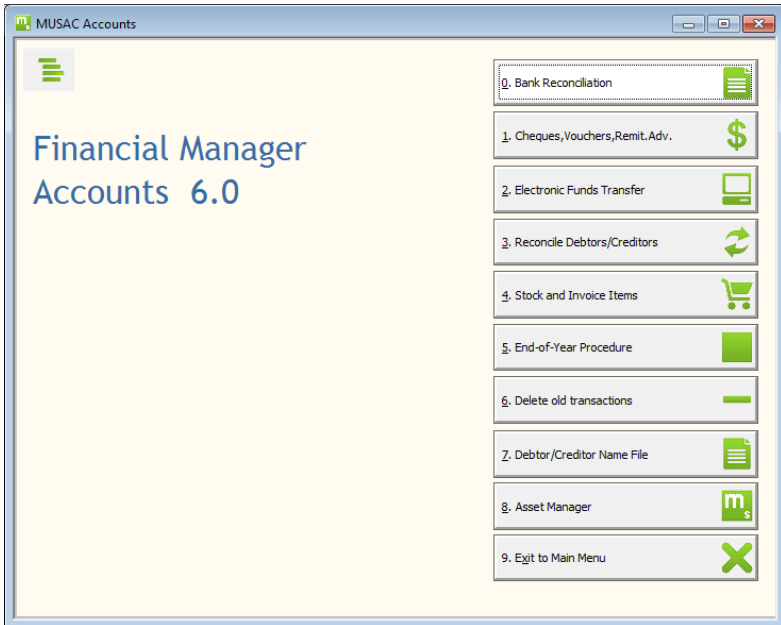 MUSAC Accounts
Financial Manager
Accounts 6.0
0. Bank Reconciliation
1. Cheques,Vouchers,Remit.Adv.
2. Electronic Funds Transfer
3. Reconcile Debtors/Creditors
4. Stock and Invoice Items
5. End-of-Year Procedure
6. Delete old transactions
7. Debtor/Creditor Name File
8. Asset Manager
9. Exit to Main Menu